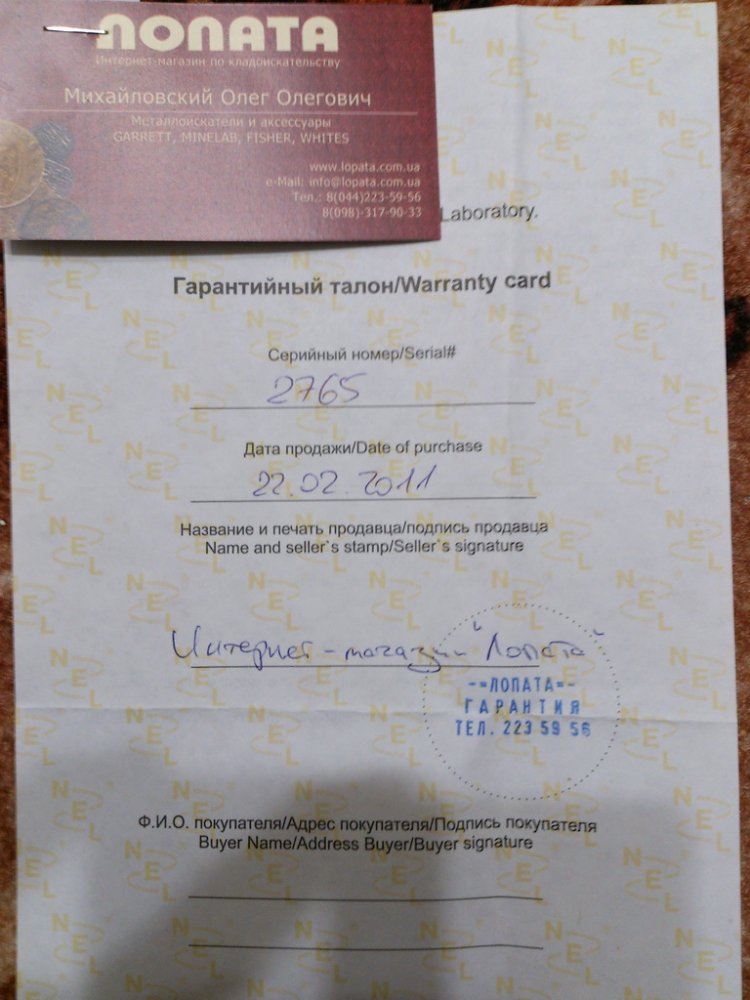 ЛОПАТА
Интернет-магазин по кладоискательству
Михайловский Олег Олегович
Металлоискатели и аксессуары
GARRETT, MINELAB, FISHER, WHITES
www.lopata.com.ua
e-Mail: info@lopata.com.ua
Тел.: 8(044)223-59-56
8(098)-317-90-33
Laboratory.
Гарантийный талон/Warranty card
Серийный номер/Serial#
2765
Дата продажи/Date of purchase
22.02.2011
Название и печать продавца/подпись продавца
Name and seller`s stamp/Seller`s signature
Интернет-магазин "Лопата"
-=ЛОПАТА=-
ГАРАНТИЯ
ТЕЛ. 223 59 56
Ф.И.О. покупателя/Адрес покупателя/Подпись покупателя
Buyer Name/Address Buyer/Buyer signature